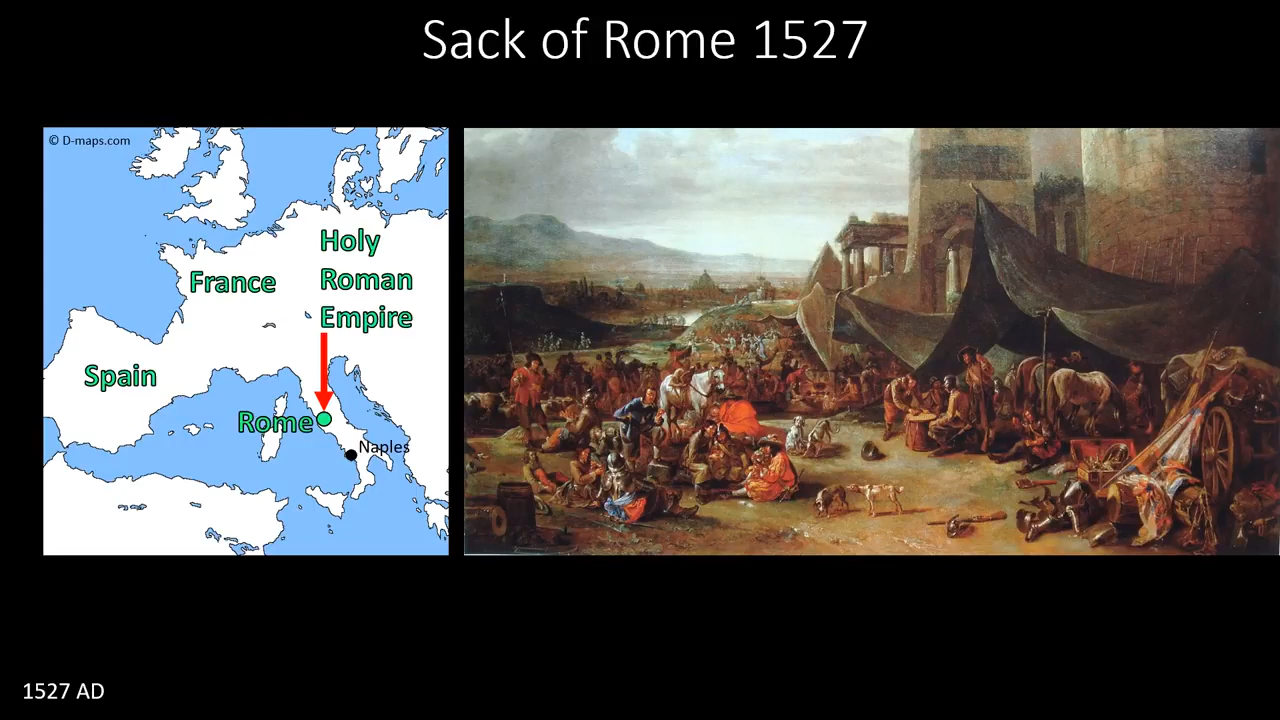 Sack of Rome 1527
© D-maps.com
Holy
Roman
Empire
France
Spain
Rome
Naples
1527 AD